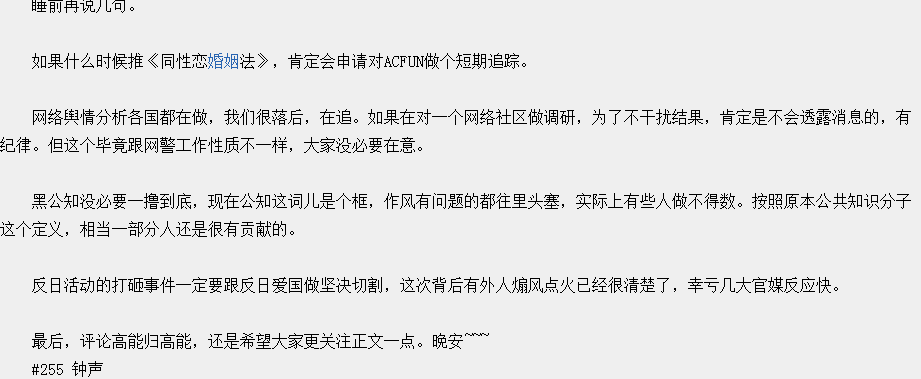 睡前再说几句。
如果什么时候推《同性恋婚姻法》，肯定会申请对ACFUN做个短期追踪。
网络舆情分析各国都在做，我们很落后，在追。如果在对一个网络社区做调研，为了不干扰结果，肯定是不会透露消息的，有
纪律。但这个毕竟跟网警工作性质不一样，大家没必要在意。
黑公知没必要一撸到底，现在公知这词儿是个框，作风有问题的都往里头塞，实际上有些人做不得数。按照原本公共知识分子
这个定义，相当一部分人还是很有贡献的。
反日活动的打砸事件一定要跟反日爱国做坚决切割，这次背后有外人煽风点火已经很清楚了，幸亏几大官媒反应快。
最后，评论高能归高能，还是希望大家更关注正文一点。晚安~~~
#255 钟声